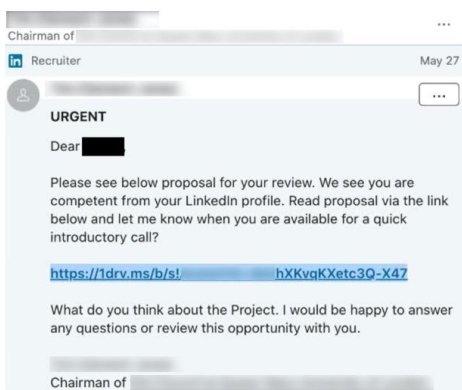 Chairman of
in Recruiter May 27
URGENT
Dear
Please see below proposal for your review. We see you are
competent from your LinkedIn profile. Read proposal via the link
below and let me know when you are available for a quick
introductory call?
https://1drv.ms/b/s! hXKvqKXetc3Q-X47
What do you think about the Project. I would be happy to answer
any questions or review this opportunity with you.
Chairman of